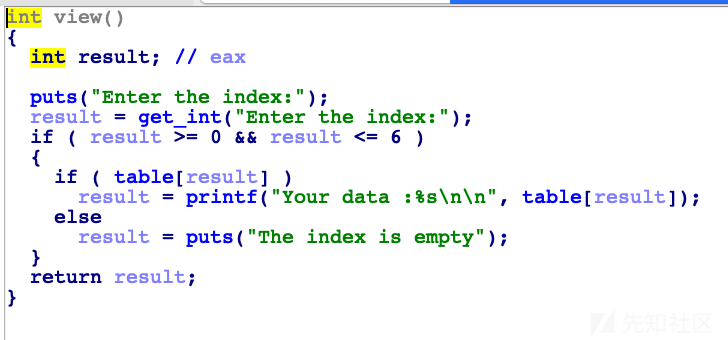 int view()
{
  int result; // eax

  puts("Enter the index:");
  result = get_int("Enter the index:");
  if ( result >= 0 && result <= 6 )
  {
    if ( table[result] )
      result = printf("Your data :%s\n\n", table[result]);
    else
      result = puts("The index is empty");
  }
  return result;
}
先知社区